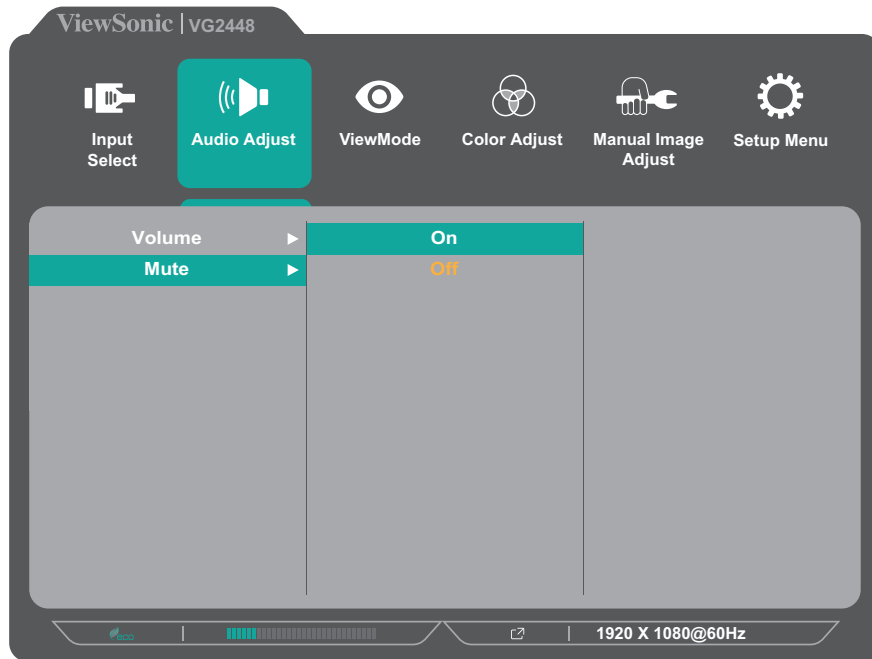 ViewSonic | VG2448
Input
Select
Audio Adjust
ViewMode
Color Adjust
Manual Image
Adjust
Setup Menu
Volume
On
Mute
Off
eco
1920 X 1080@60Hz